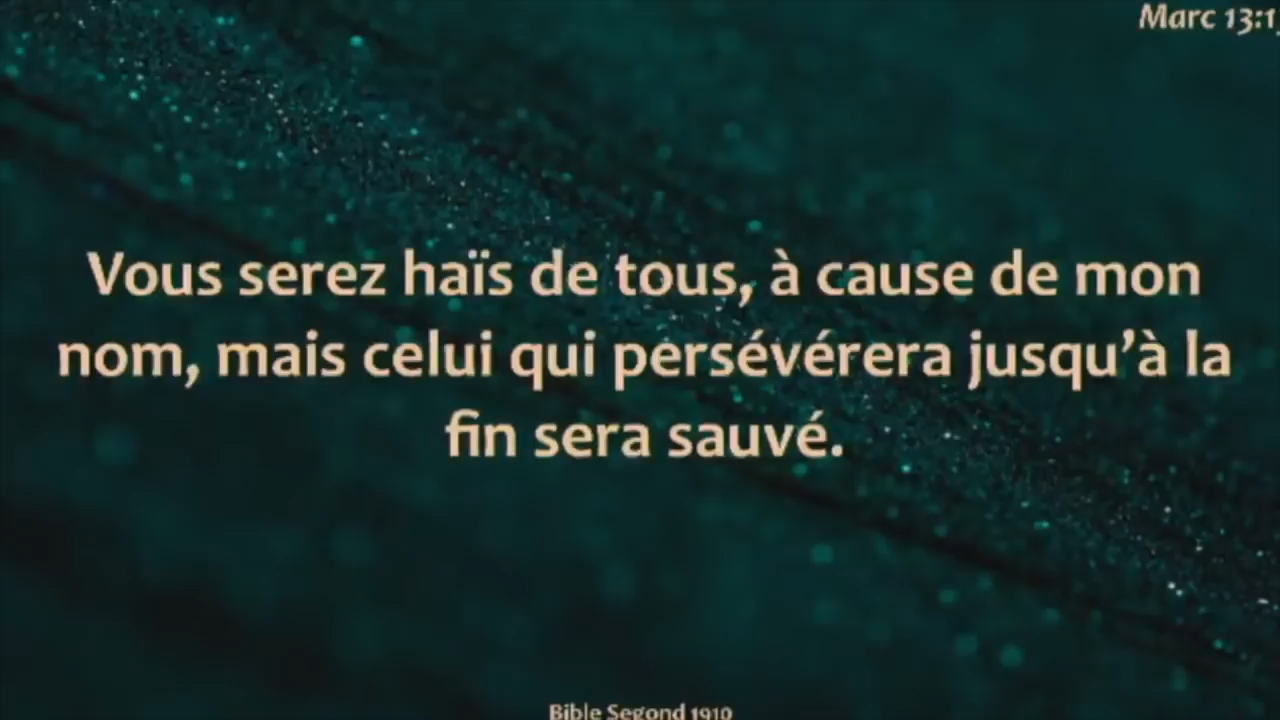 Marc 13:13
Vous serez haïs de tous, à cause de mon
nom, mais celui qui persévérera jusqu’à la
fin sera sauvé.
Bible Segond 1910